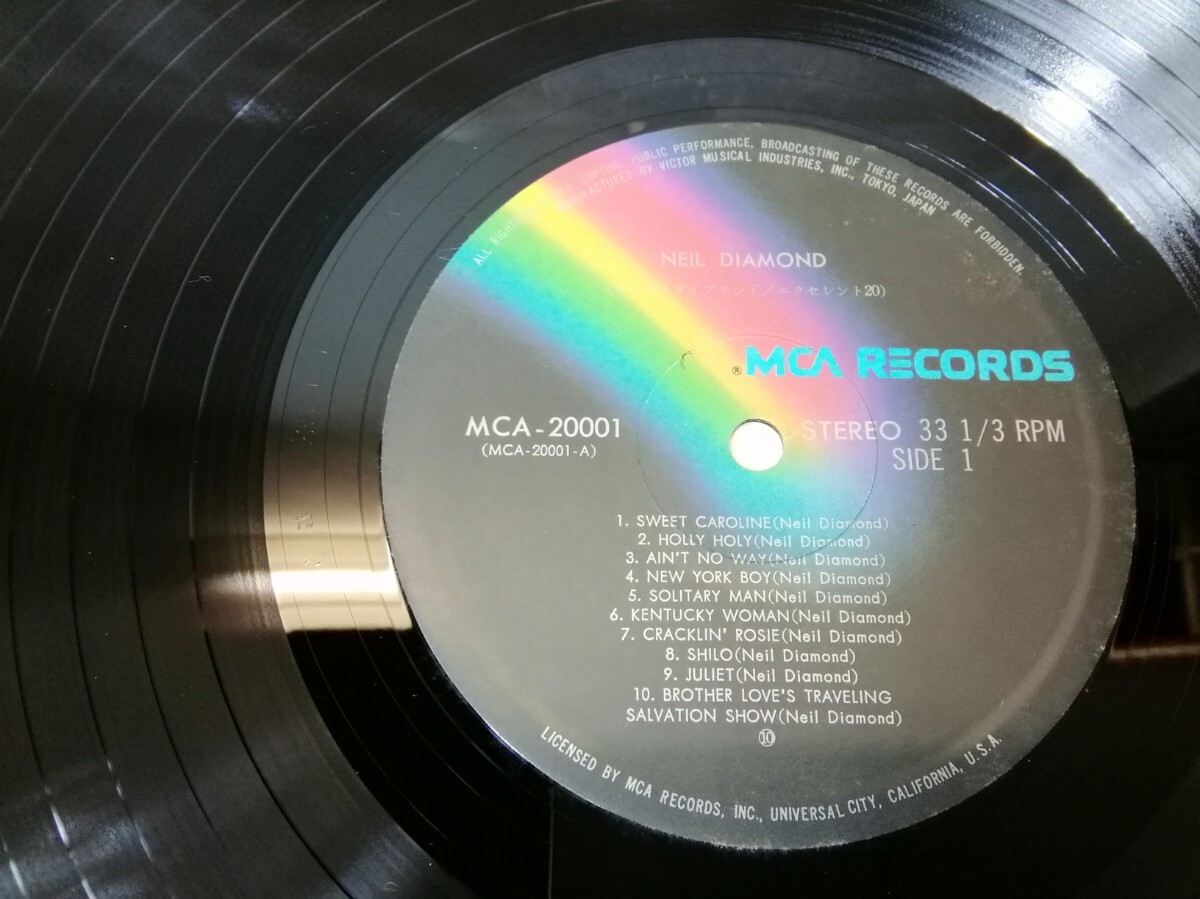 ALL RIGHTS
COPYING, PUBLIC PERFORMANCE, BROADCASTING OF THESE RECORDS ARE FORBIDDEN.
MANUFACTURED BY VICTOR MUSICAL INDUSTRIES, INC., TOKYO, JAPAN
NEIL DIAMOND
ダイアモンド/エクセレント20)
® MCA RECORDS
MCA-20001
(MCA-20001-A)
STEREO 33 1/3 RPM
SIDE 1
1. SWEET CAROLINE(Neil Diamond)
2. HOLLY HOLY(Neil Diamond)
3. AIN'T NO WAY(Neil Diamond)
4. NEW YORK BOY(Neil Diamond)
5. SOLITARY MAN(Neil Diamond)
6. KENTUCKY WOMAN(Neil Diamond)
7. CRACKLIN' ROSIE(Neil Diamond)
8. SHILO(Neil Diamond)
9. JULIET(Neil Diamond)
10. BROTHER LOVE'S TRAVELING
SALVATION SHOW(Neil Diamond)
⑩
LICENSED BY MCA RECORDS, INC., UNIVERSAL CITY, CALIFORNIA, U.S.A.